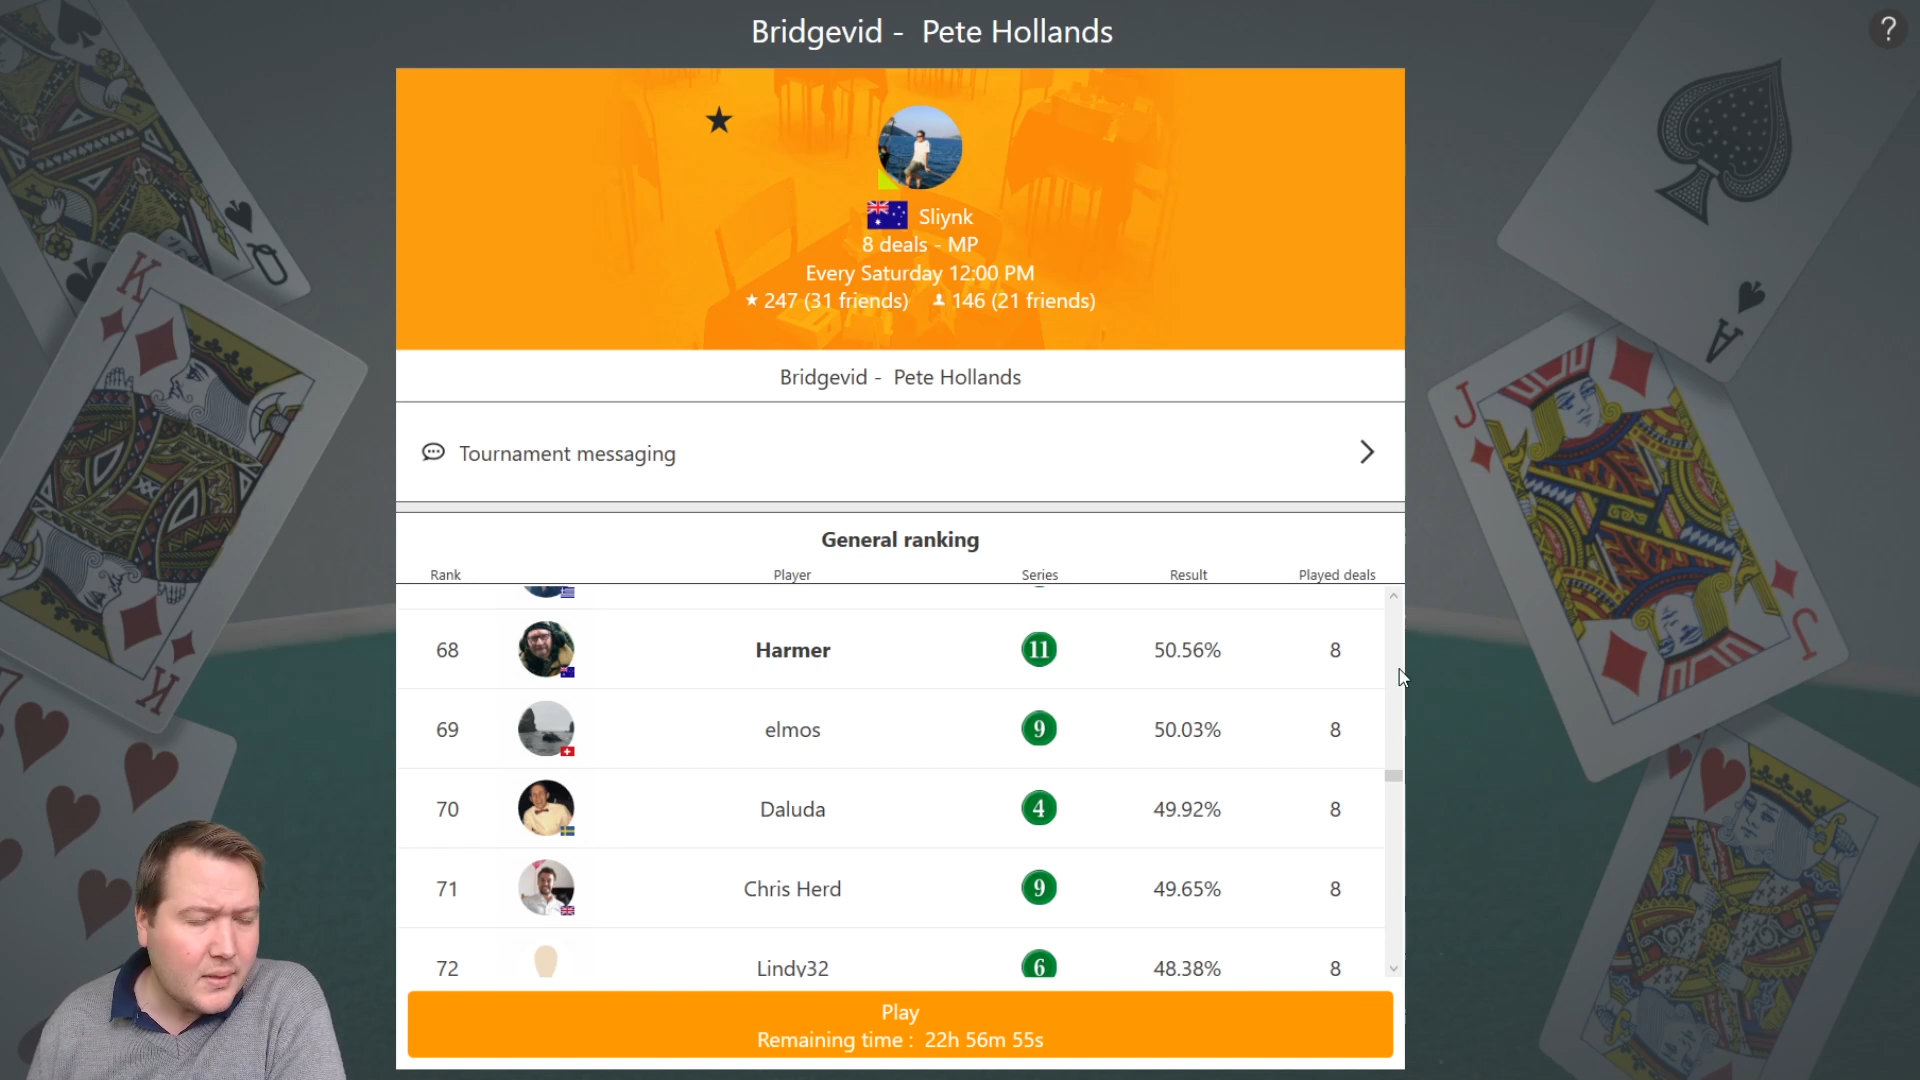 Bridgevid - Pete Hollands
?
Sliynk
8 deals - MP
Every Saturday 12:00 PM
247 (31 friends) 146 (21 friends)
Bridgevid - Pete Hollands
Tournament messaging
General ranking
Rank Player Series Result Played deals
68 Harmer 11 50.56% 8
69 elmos 9 50.03% 8
70 Daluda 4 49.92% 8
71 Chris Herd 9 49.65% 8
72 Lindy32 6 48.38% 8
Play
Remaining time : 22h 56m 55s
Q
K
K
A
J
J